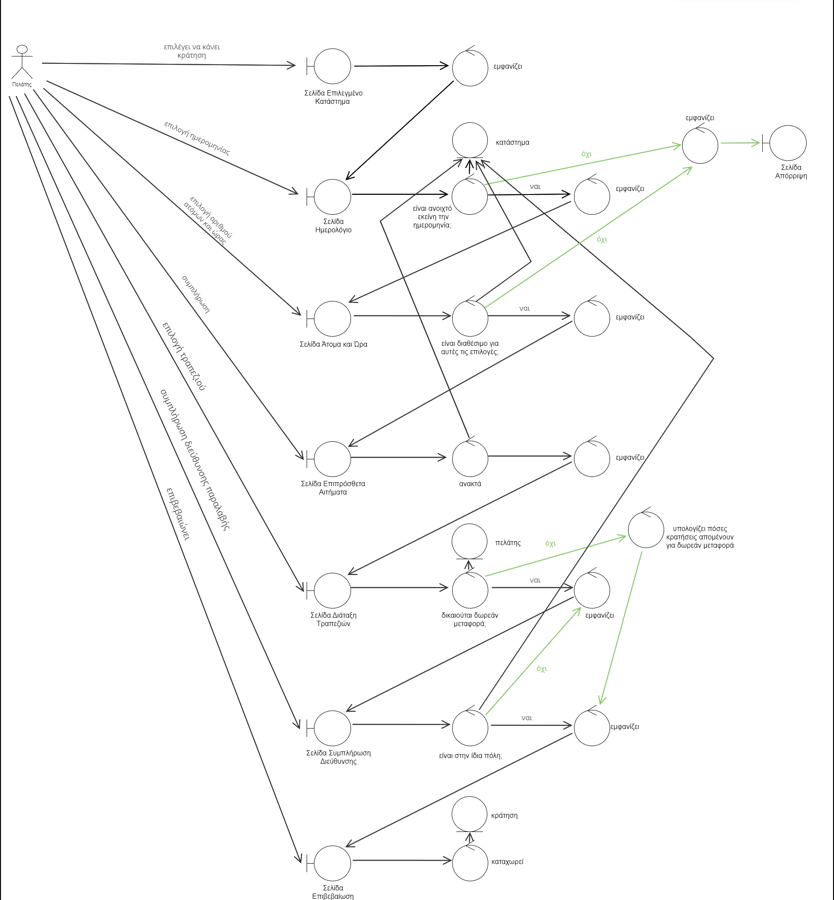 επιλέγει να κάνει
κράτηση
Πελάτης
Σελίδα Επιλεγμένο
Κατάστημα
εμφανίζει
επιλογή ημερομηνίας
κατάστημα
εμφανίζει
όχι
Σελίδα
Απόρριψη
Σελίδα
Ημερολόγιο
είναι ανοιχτό
εκείνη την
ημερομηνία;
ναι
εμφανίζει
επιλογή αριθμού
ατόμων και ώρας
όχι
συμπλήρωση
Σελίδα Άτομα και Ώρα
είναι διαθέσιμο για
αυτές τις επιλογές;
ναι
εμφανίζει
επιλογή τραπεζιού
Σελίδα Επιπρόσθετα
Αιτήματα
ανακτά
εμφανίζει
συμπλήρωση διεύθυνσης παραλαβής
πελάτης
όχι
υπολογίζει πόσες
κρατήσεις απομένουν
για δωρεάν μεταφορά
επιβεβαιώνει
Σελίδα Διάταξη
Τραπεζιών
δικαιούται δωρεάν
μεταφορά;
ναι
εμφανίζει
όχι
Σελίδα Συμπλήρωση
Διεύθυνσης
είναι στην ίδια πόλη;
ναι
εμφανίζει
κράτηση
Σελίδα
Επιβεβαίωση
καταχωρεί